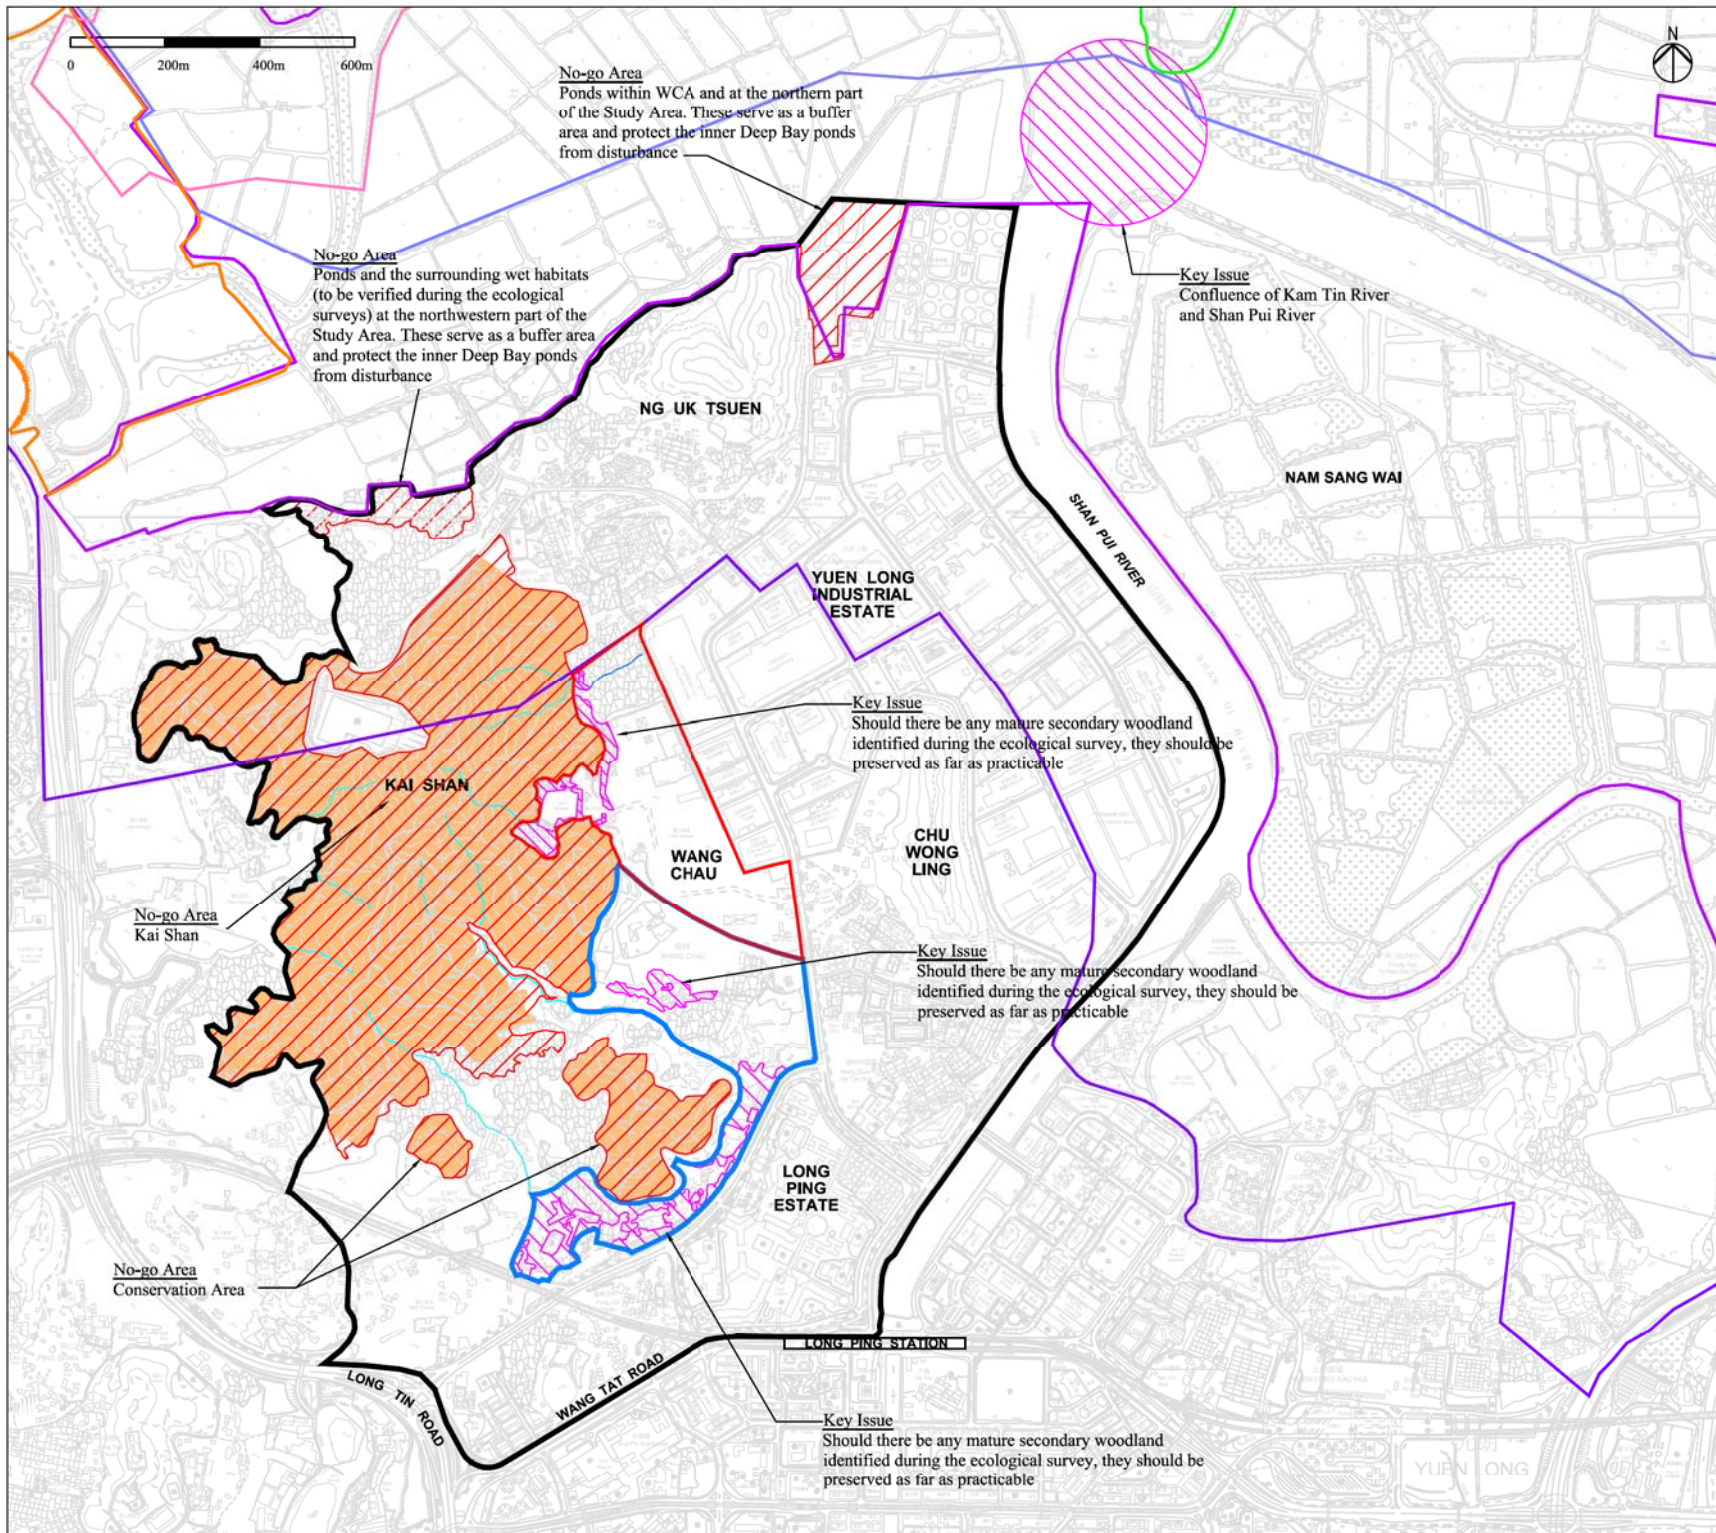 N
0
200m
400m
600m
No-go Area
Ponds within WCA and at the northern part
of the Study Area. These serve as a buffer
area and protect the inner Deep Bay ponds
from disturbance
No-go Area
Ponds and the surrounding wet habitats
(to be verified during the ecological
surveys) at the northwestern part of the
Study Area. These serve as a buffer area
and protect the inner Deep Bay ponds
from disturbance
Key Issue
Confluence of Kam Tin River
and Shan Pui River
NG UK TSUEN
NAM SANG WAI
SHAN PUI RIVER
YUEN LONG
INDUSTRIAL
ESTATE
Key Issue
Should there be any mature secondary woodland
identified during the ecological survey, they should be
preserved as far as practicable
KAI SHAN
WANG
CHAU
CHU
WONG
LING
No-go Area
Kai Shan
WANG CHAU
Key Issue
Should there be any mature secondary woodland
identified during the ecological survey, they should be
preserved as far as practicable
LONG
PING
ESTATE
No-go Area
Conservation Area
LONG PING STATION
LONG TIN ROAD
WANG TAT ROAD
Key Issue
Should there be any mature secondary woodland
identified during the ecological survey, they should be
preserved as far as practicable
YUEN LONG